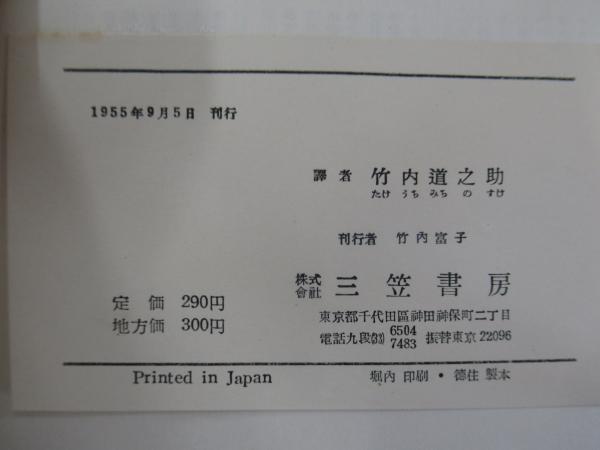 1955年9月5日 刊行
譯者 竹内道之助
たけ うち みち の すけ
刊行者 竹内富子
株式會社 三笠書房
定価 290円
地方価 300円
東京都千代田區神田神保町二丁目
電話九段(33) 6504 7483 振替東京 22096
Printed in Japan
堀内 印刷・德住 製本